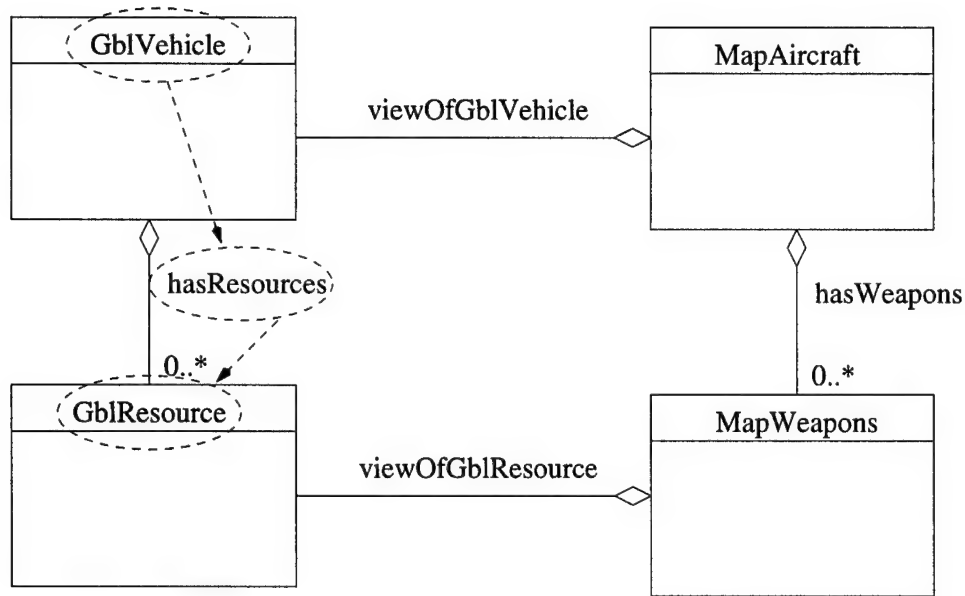 GblVehicle
MapAircraft
viewOfGblVehicle
hasResources
hasWeapons
0..*
0..*
GblResource
MapWeapons
viewOfGblResource